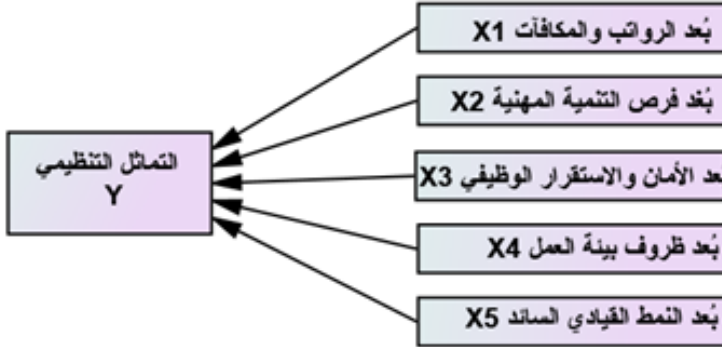 بُعد الرواتب والمكافآت X1
بُغد فرص التنمية المهنية X2
عد الأمان والاستقرار الوظيفي X3
بُعد ظروف بيئة العمل X4
بُعد النمط القيادي السائد X5
التماثل التنظيمي
Y